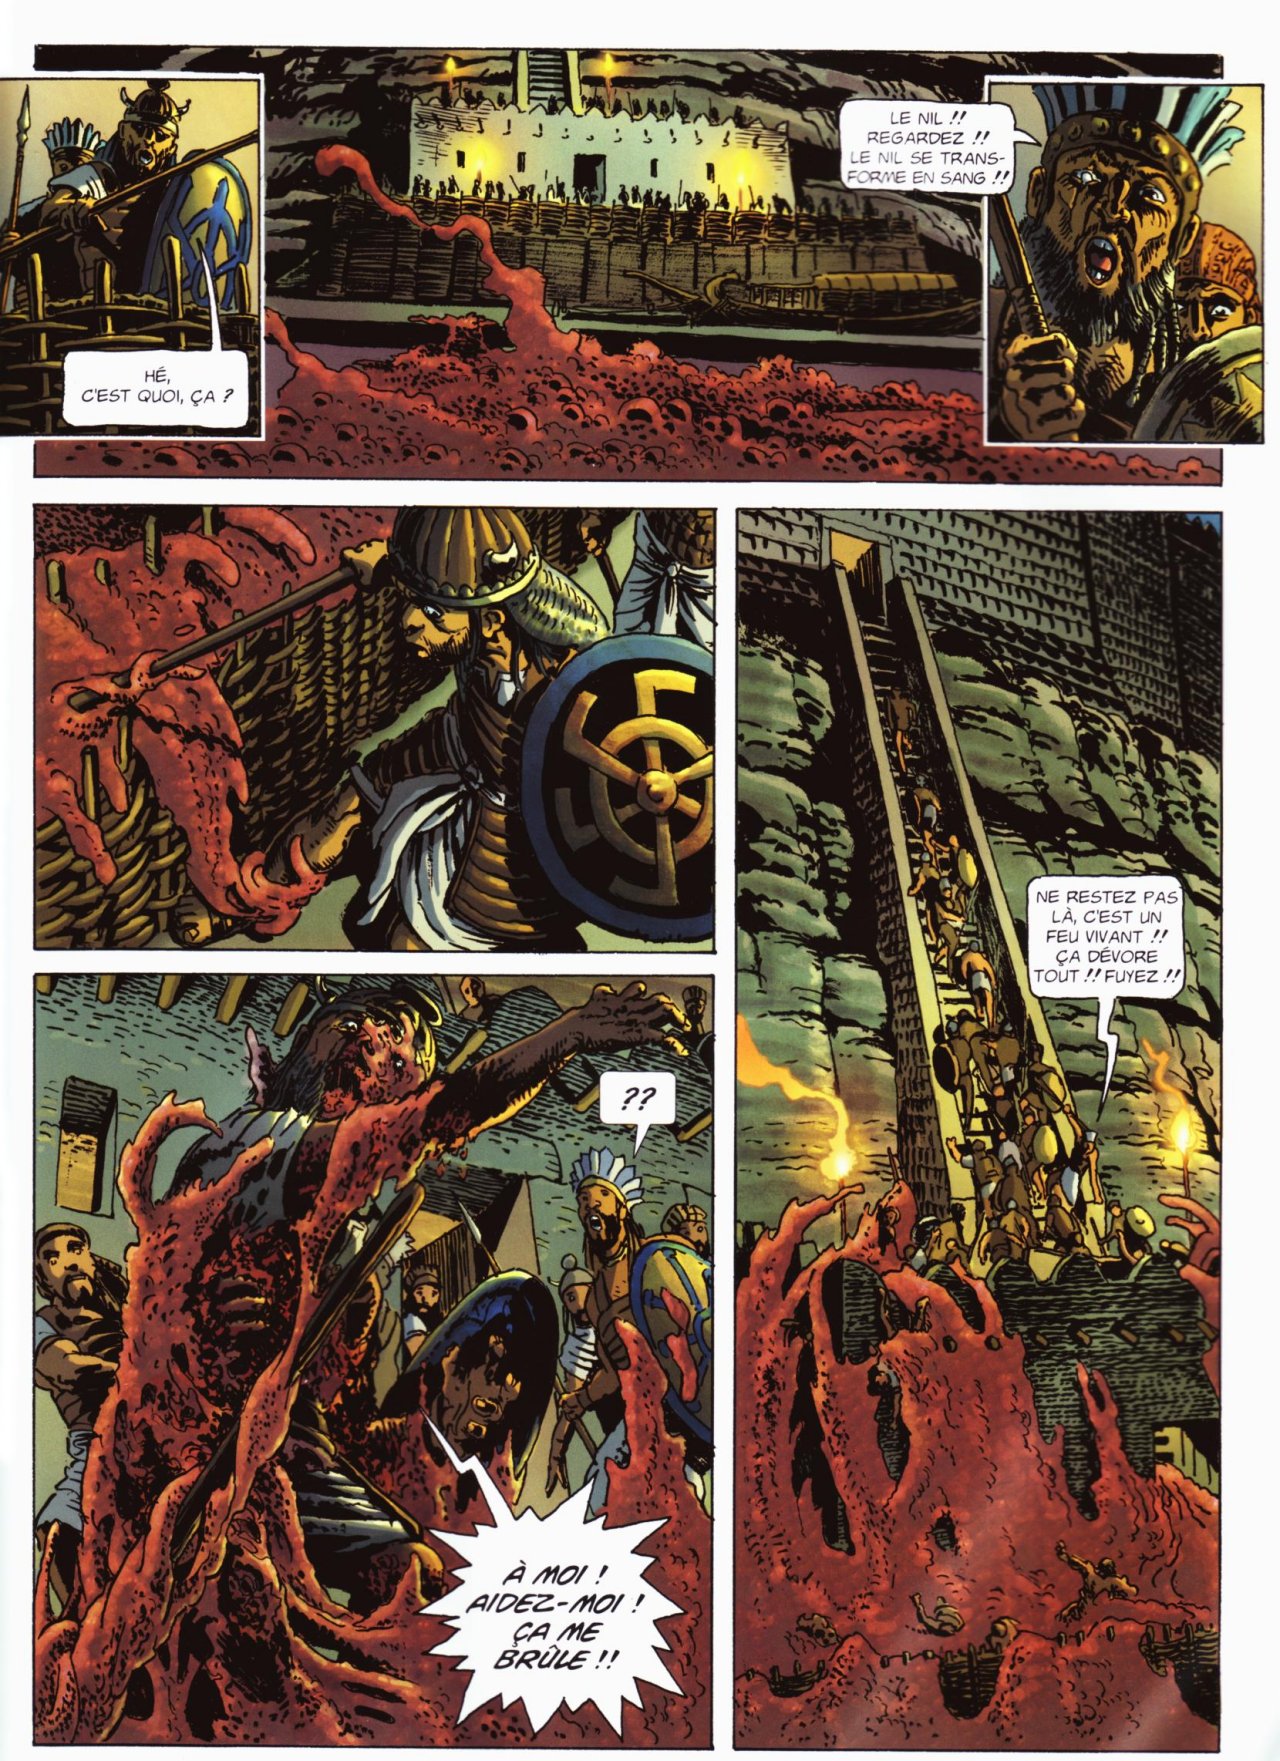 HÉ,
C'EST QUOI, ÇA ?
LE NIL !!
REGARDEZ !!
LE NIL SE TRANS-
FORME EN SANG !!
??
À MOI !
AIDEZ-MOI !
ÇA ME
BRÛLE !!
NE RESTEZ PAS
LÀ, C'EST UN
FEU VIVANT !!
ÇA DÉVORE
TOUT !! FUYEZ !!